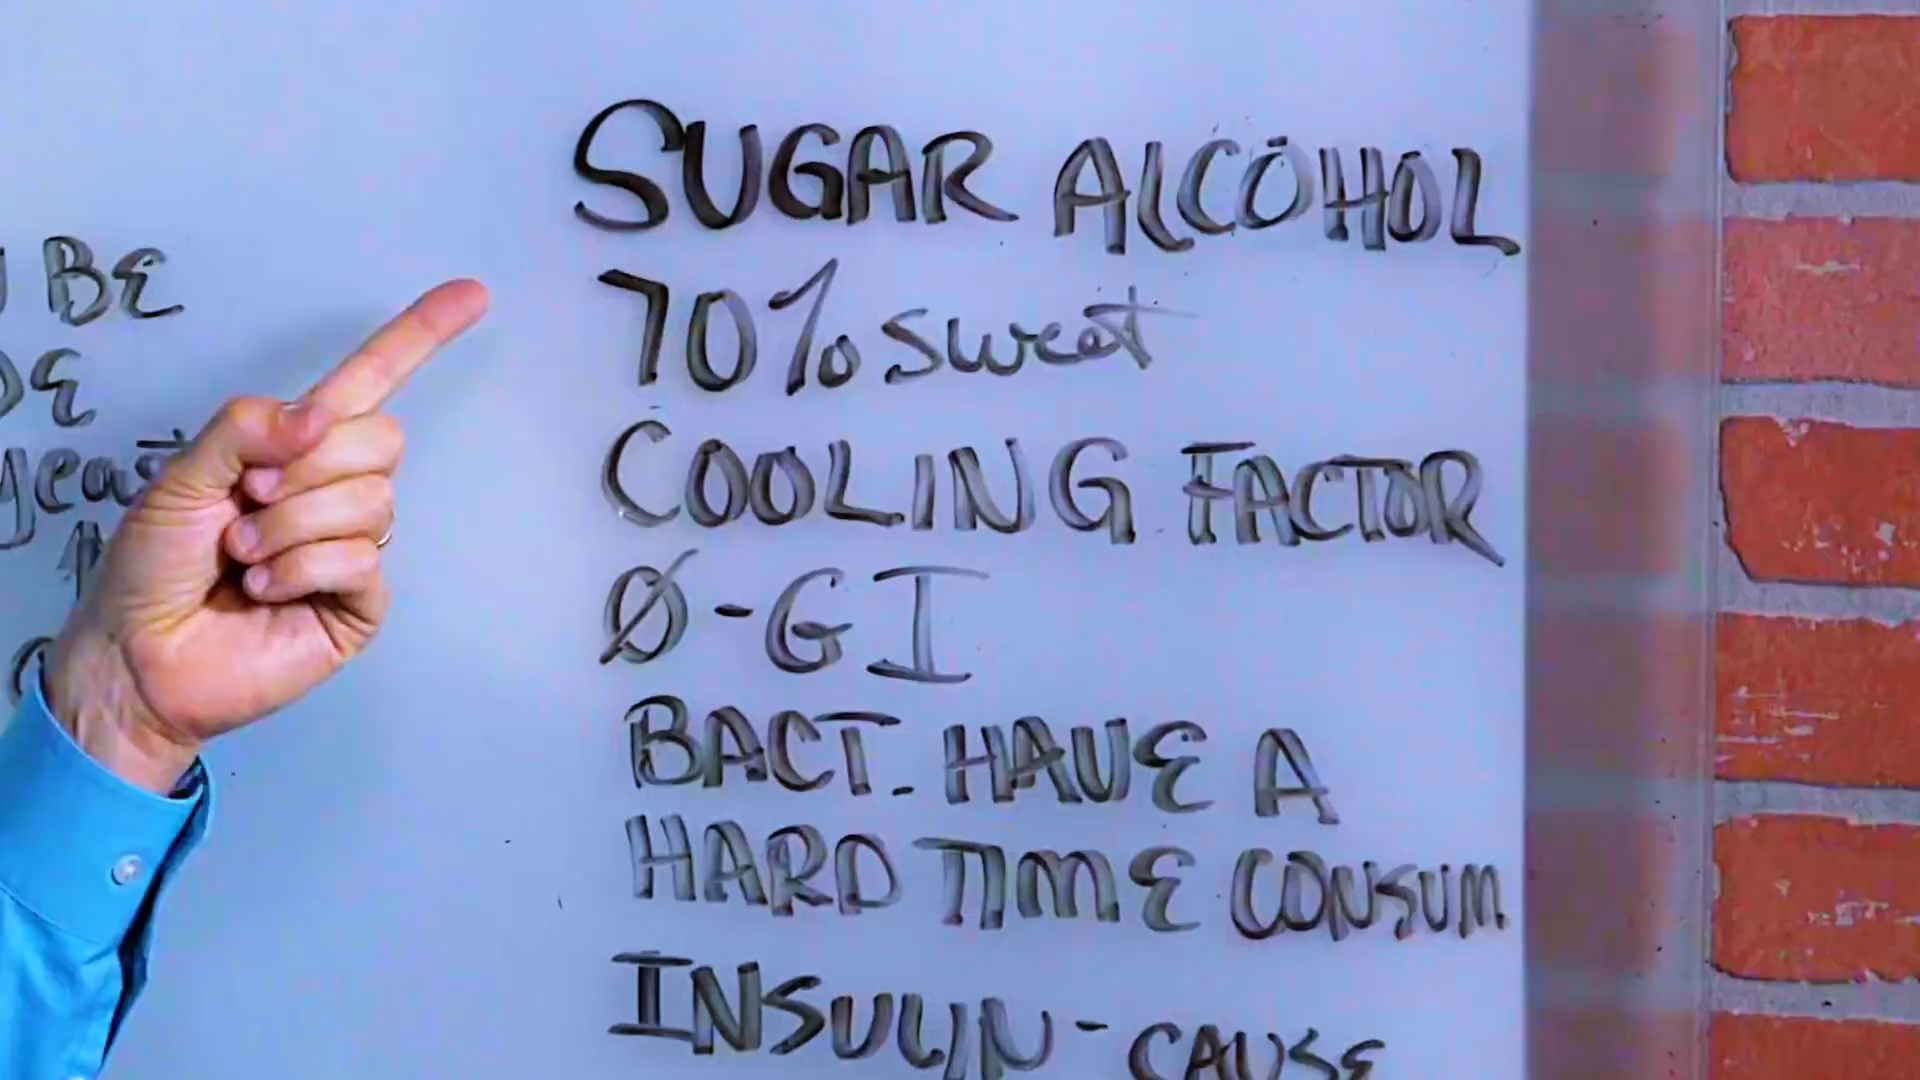 BE
SUGAR ALCOHOL
70% sweet
COOLING FACTOR
Ø-GI
BACT. HAVE A
HARD TIME CONSUM
INSULIN - CAUSE